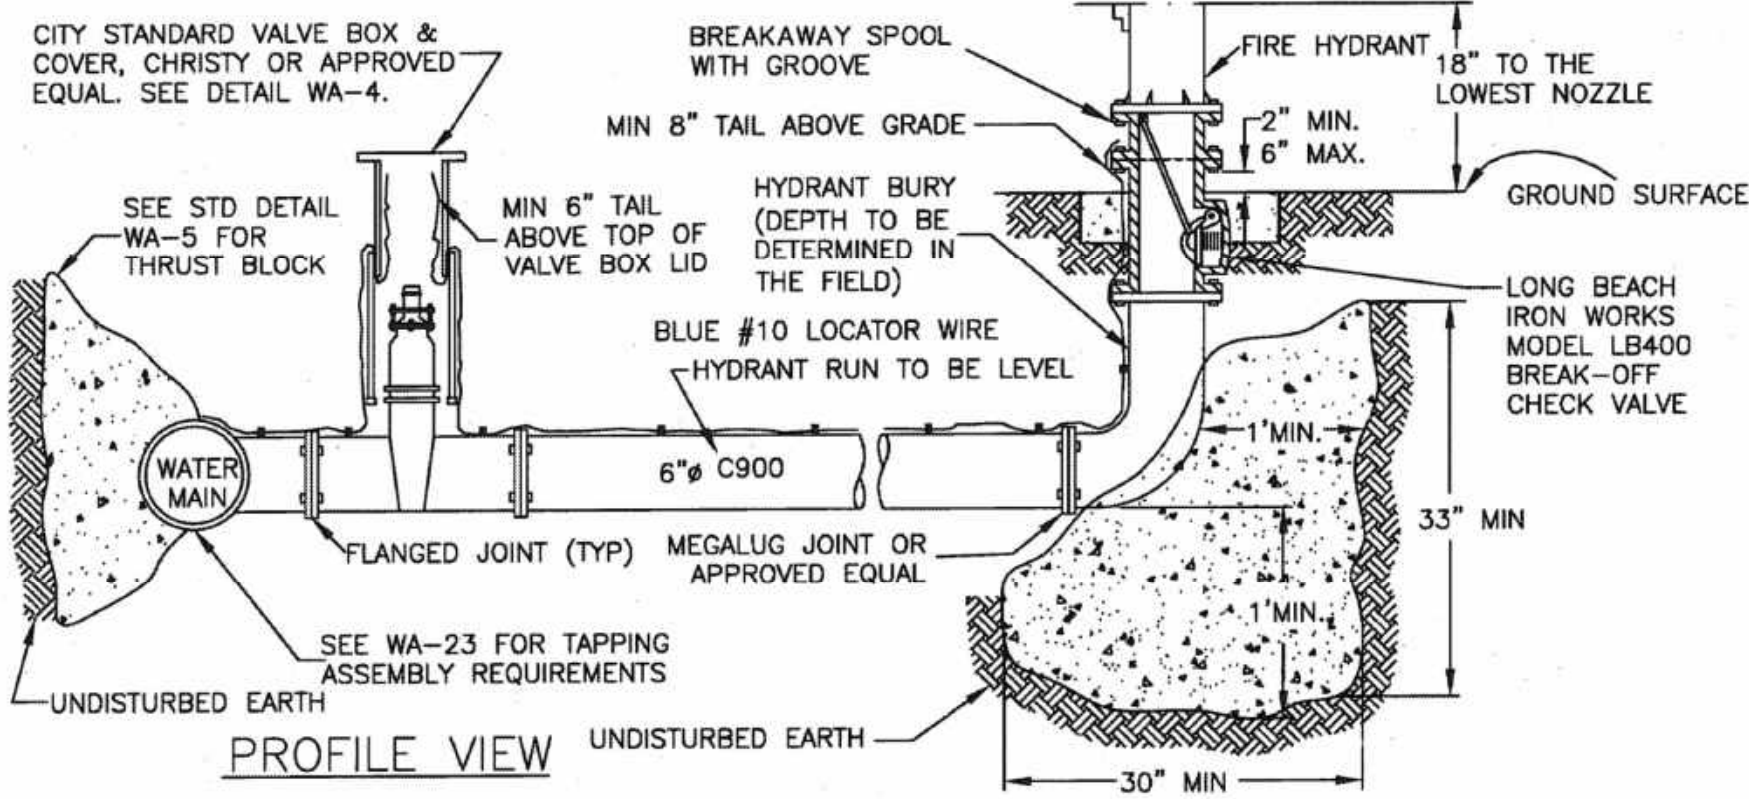 CITY STANDARD VALVE BOX &
COVER, CHRISTY OR APPROVED
EQUAL. SEE DETAIL WA-4.
BREAKAWAY SPOOL
WITH GROOVE
FIRE HYDRANT
18" TO THE
LOWEST NOZZLE
MIN 8" TAIL ABOVE GRADE
2" MIN.
6" MAX.
SEE STD DETAIL
WA-5 FOR
THRUST BLOCK
MIN 6" TAIL
ABOVE TOP OF
VALVE BOX LID
HYDRANT BURY
(DEPTH TO BE
DETERMINED IN
THE FIELD)
GROUND SURFACE
LONG BEACH
IRON WORKS
MODEL LB400
BREAK-OFF
CHECK VALVE
BLUE #10 LOCATOR WIRE
HYDRANT RUN TO BE LEVEL
1'MIN.
WATER
MAIN
6"ø C900
33" MIN
FLANGED JOINT (TYP)
MEGALUG JOINT OR
APPROVED EQUAL
1'MIN.
SEE WA-23 FOR TAPPING
ASSEMBLY REQUIREMENTS
UNDISTURBED EARTH
UNDISTURBED EARTH
PROFILE VIEW
30" MIN